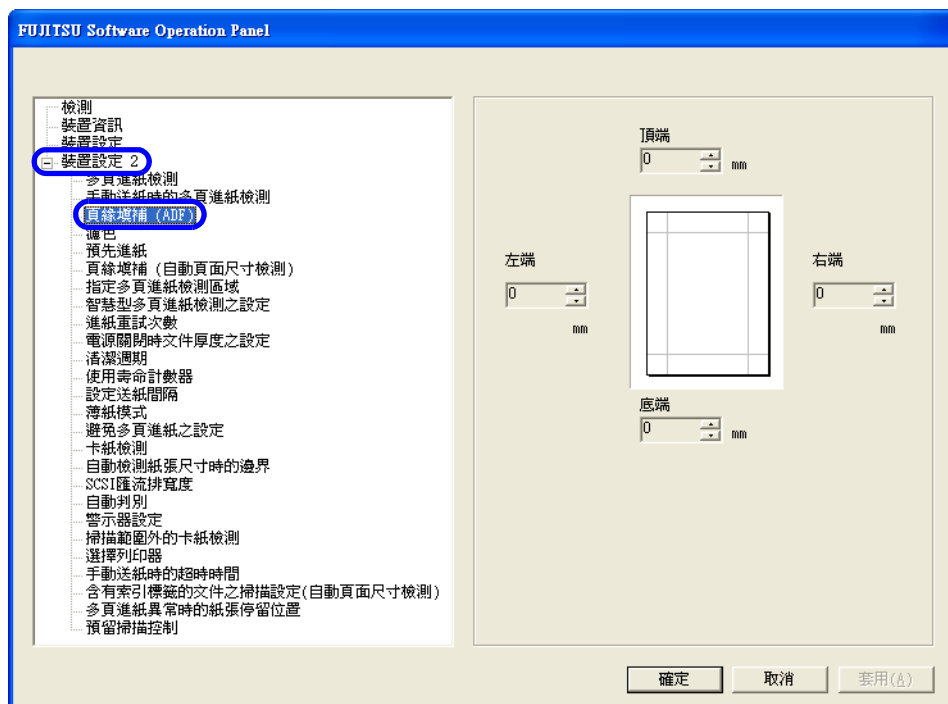 FUJITSU Software Operation Panel
檢測
裝置資訊
裝置設定
裝置設定 2
多頁進紙檢測
手動送紙時的多頁進紙檢測
頁緣填補 (ADF)
濾色
預先進紙
頁緣填補 (自動頁面尺寸檢測)
指定多頁進紙檢測區域
智慧型多頁進紙檢測之設定
進紙重試次數
電源關閉時文件厚度之設定
清潔週期
使用壽命計數器
設定送紙間隔
薄紙模式
避免多頁進紙之設定
卡紙檢測
自動檢測紙張尺寸時的邊界
SCSI匯流排寬度
自動判別
警示器設定
掃描範圍外的卡紙檢測
選擇列印器
手動送紙時的超時時間
含有索引標籤的文件之掃描設定(自動頁面尺寸檢測)
多頁進紙異常時的紙張停留位置
預留掃描控制
頂端
0 mm
左端
0
mm
右端
0
mm
底端
0 mm
確定
取消
套用(A)